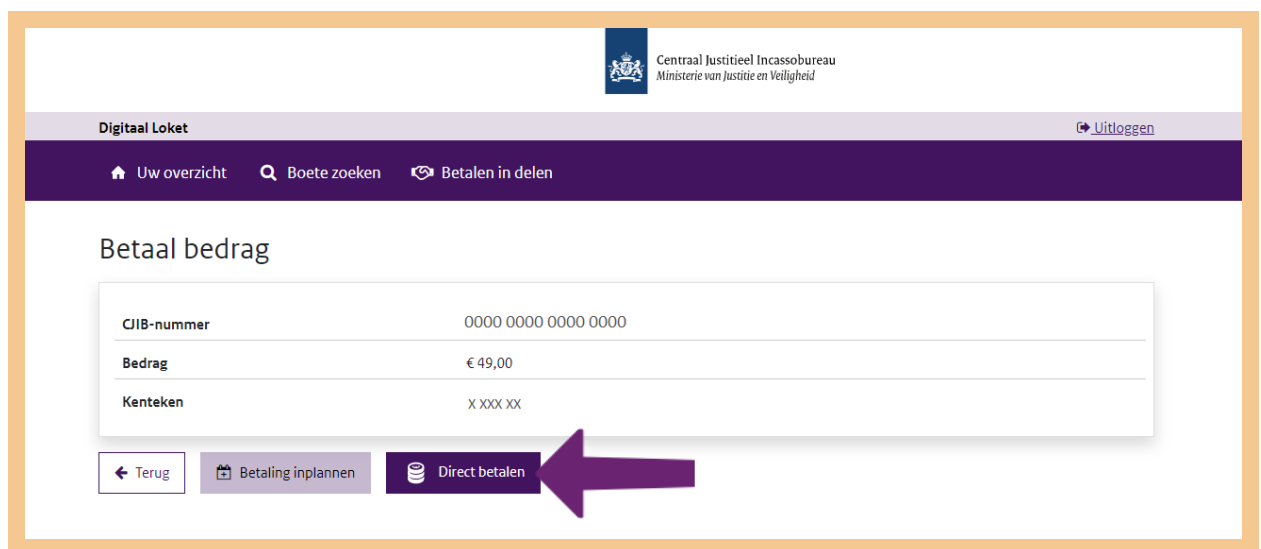 Centraal Justitieel Incassobureau
Ministerie van Justitie en Veiligheid
Digitaal Loket Uitloggen
Uw overzicht Boete zoeken Betalen in delen
Betaal bedrag
CJIB-nummer 0000 0000 0000 0000
Bedrag € 49,00
Kenteken X XXX XX
Terug Betaling inplannen Direct betalen